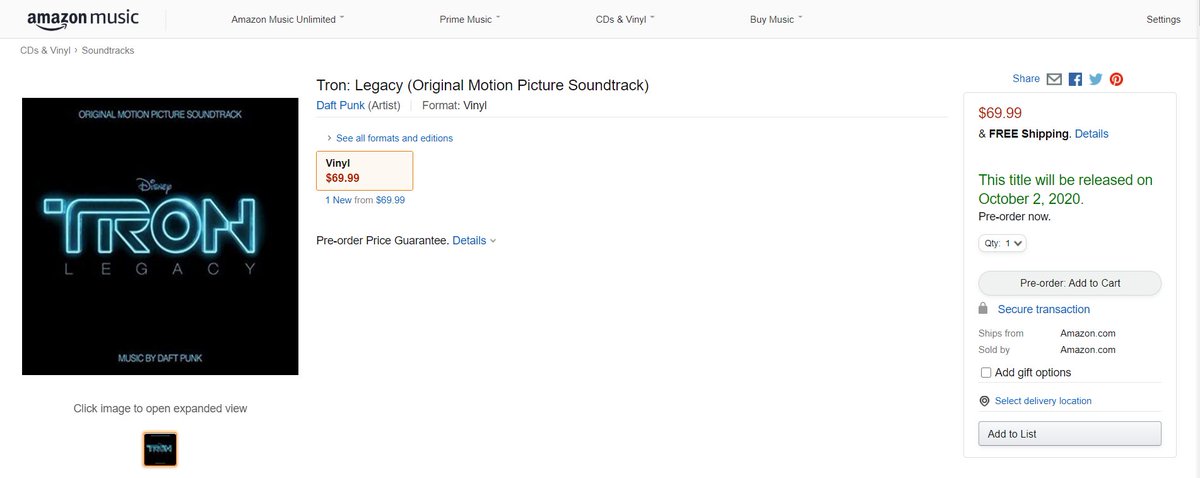 amazon music
Amazon Music Unlimited
Prime Music
CDs & Vinyl
Buy Music
Settings
CDs & Vinyl › Soundtracks
ORIGINAL MOTION PICTURE SOUNDTRACK
Disney
TRON
LEGACY
MUSIC BY DAFT PUNK
Click image to open expanded view
TRON
Tron: Legacy (Original Motion Picture Soundtrack)
Daft Punk (Artist) | Format: Vinyl
› See all formats and editions
Vinyl
$69.99
1 New from $69.99
Pre-order Price Guarantee. Details
Share
$69.99
& FREE Shipping. Details
This title will be released on
October 2, 2020.
Pre-order now.
Qty: 1
Pre-order: Add to Cart
Secure transaction
Ships from Amazon.com
Sold by Amazon.com
Add gift options
Select delivery location
Add to List